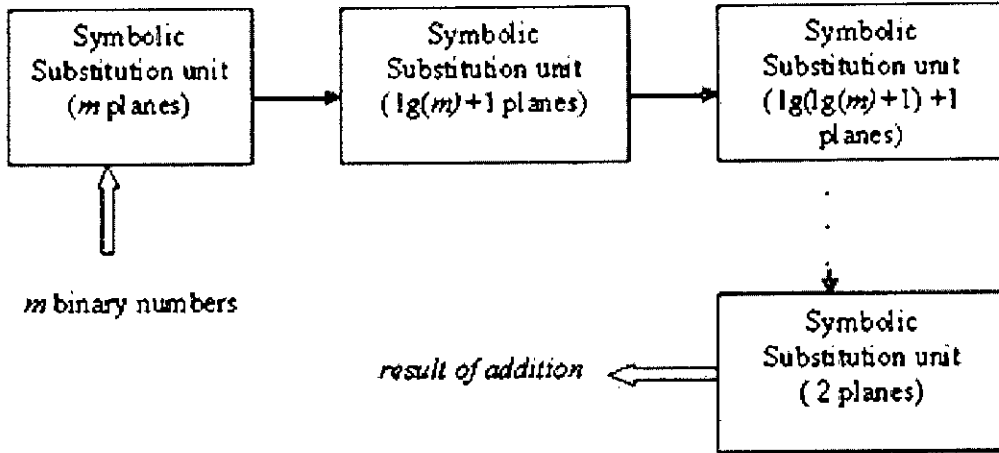 Symbolic
Substitution unit
(m planes)
Symbolic
Substitution unit
(lg(m)+1 planes)
Symbolic
Substitution unit
(lg(lg(m)+1)+1
planes)
m binary numbers
Symbolic
Substitution unit
(2 planes)
result of addition